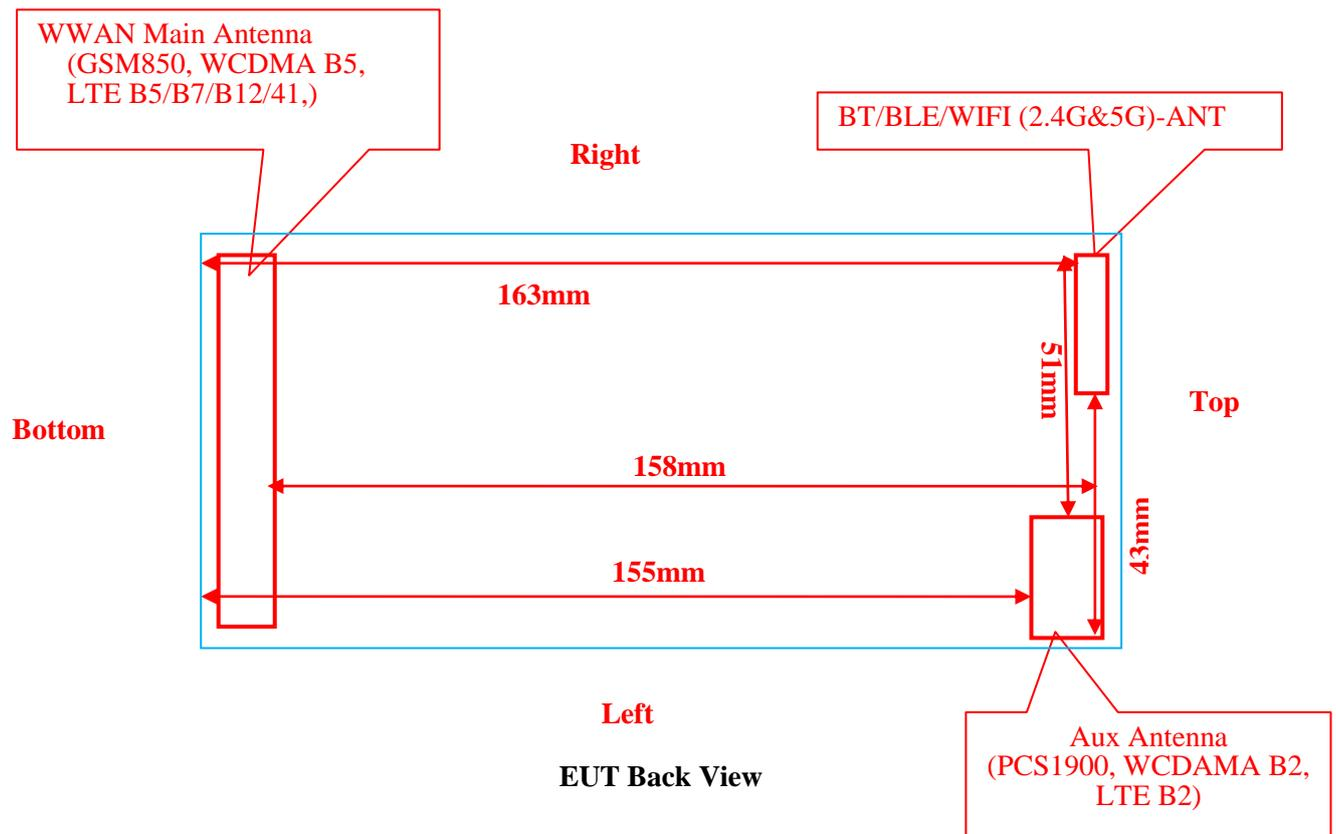 WWAN Main Antenna
(GSM850, WCDMA B5,
LTE B5/B7/B12/41,)
BT/BLE/WIFI (2.4G&5G)-ANT
Right
163mm
51mm
Top
Bottom
158mm
43mm
155mm
Left
Aux Antenna
(PCS1900, WCDAMA B2,
LTE B2)
EUT Back View